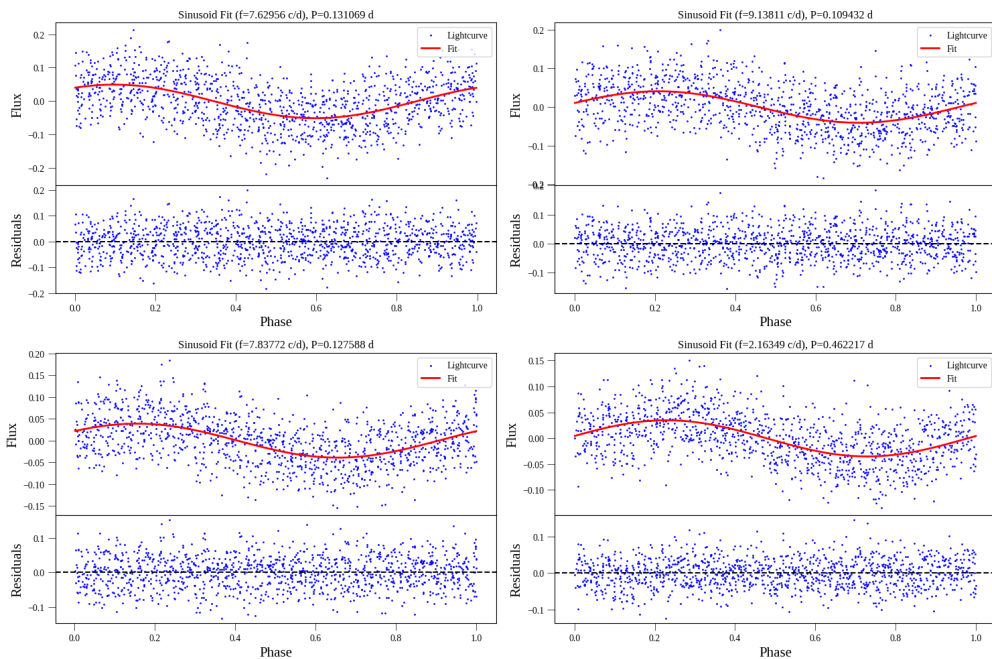 Sinusoid Fit (f=7.62956 c/d), P=0.131069 d
Lightcurve
Fit
Flux
0.2
0.1
0.0
−0.1
−0.2
Residuals
0.2
0.1
0.0
−0.1
−0.2
0.0 0.2 0.4 0.6 0.8 1.0
Phase
Sinusoid Fit (f=9.13811 c/d), P=0.109432 d
Lightcurve
Fit
Flux
0.2
0.1
0.0
−0.1
−0.2
Residuals
0.2
0.1
0.0
−0.1
0.0 0.2 0.4 0.6 0.8 1.0
Phase
Sinusoid Fit (f=7.83772 c/d), P=0.127588 d
Lightcurve
Fit
Flux
0.20
0.15
0.10
0.05
0.00
−0.05
−0.10
−0.15
Residuals
0.1
0.0
−0.1
0.0 0.2 0.4 0.6 0.8 1.0
Phase
Sinusoid Fit (f=2.16349 c/d), P=0.462217 d
Lightcurve
Fit
Flux
0.15
0.10
0.05
0.00
−0.05
−0.10
Residuals
0.1
0.0
−0.1
0.0 0.2 0.4 0.6 0.8 1.0
Phase